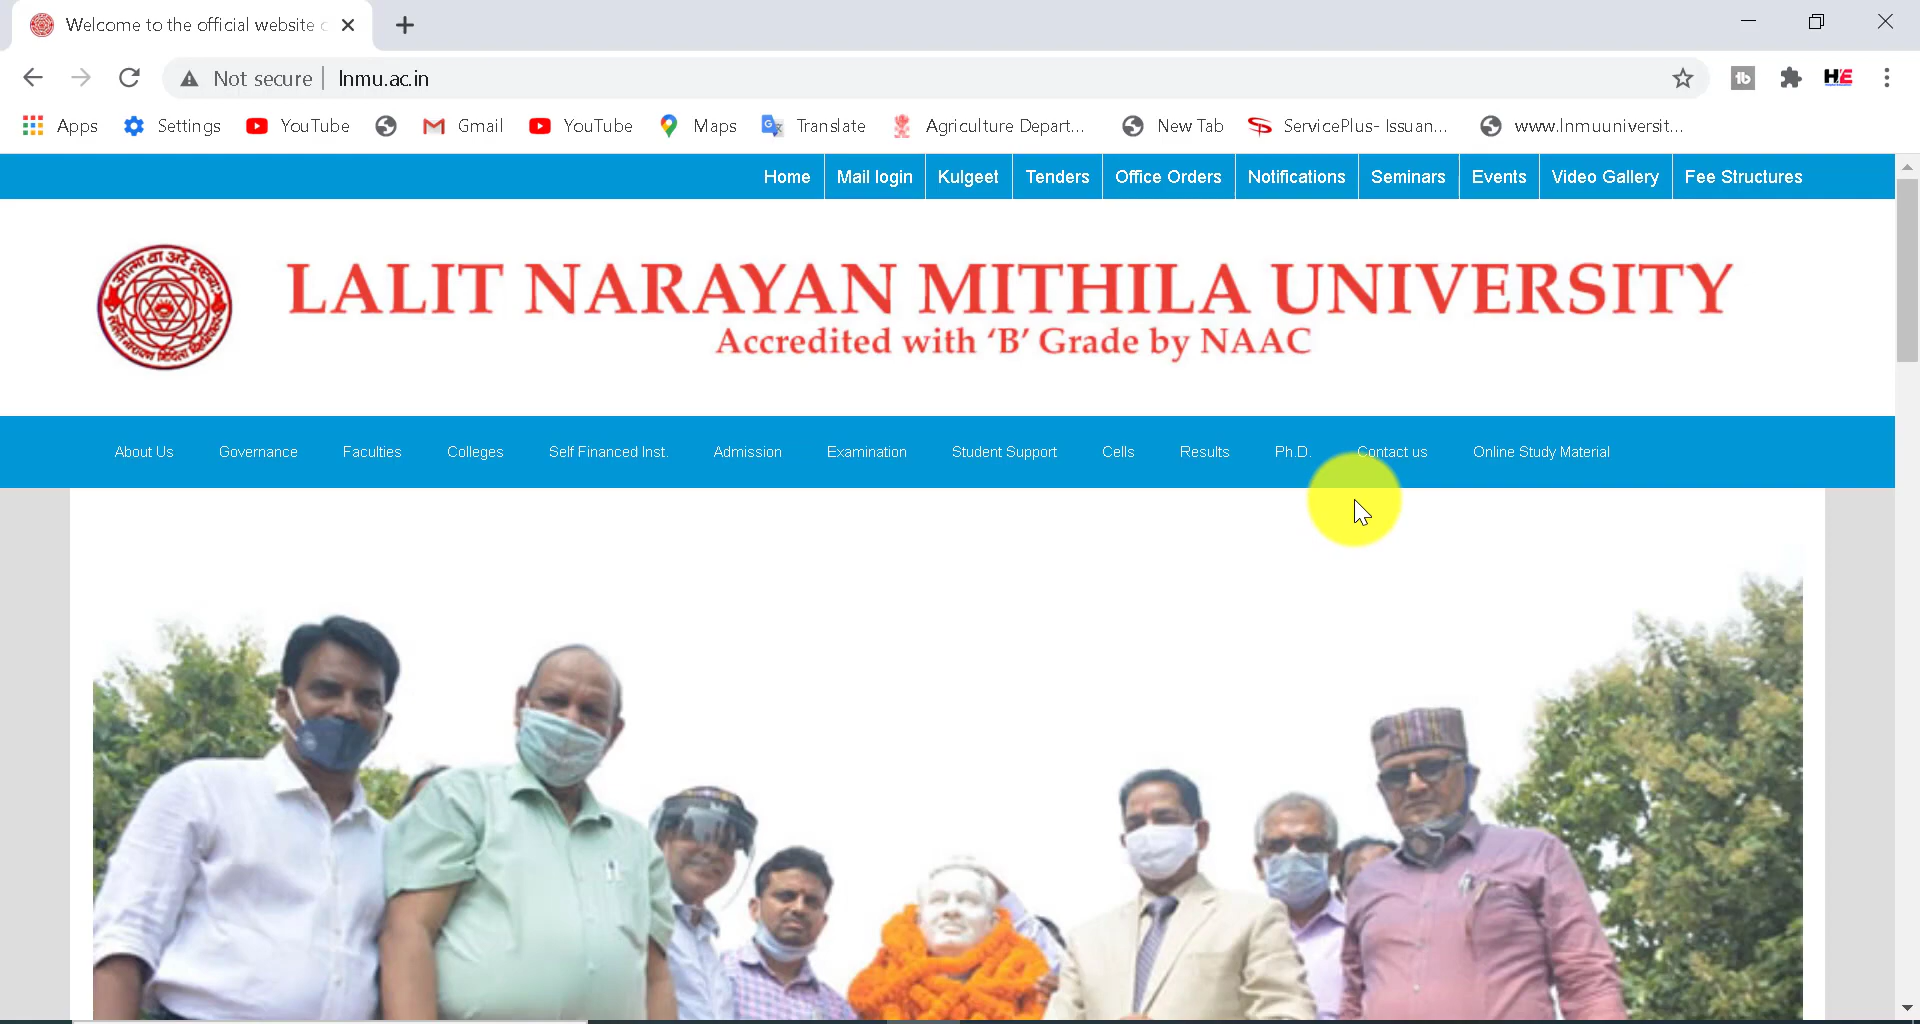 Welcome to the official website
Not secure lnmu.ac.in
Apps Settings YouTube Gmail YouTube Maps Translate Agriculture Depart... New Tab ServicePlus- Issuan... www.lnmuuniversit...
Home Mail login Kulgeet Tenders Office Orders Notifications Seminars Events Video Gallery Fee Structures
LALIT NARAYAN MITHILA UNIVERSITY
Accredited with ‘B’ Grade by NAAC
About Us Governance Faculties Colleges Self Financed Inst. Admission Examination Student Support Cells Results Ph.D. Contact us Online Study Material